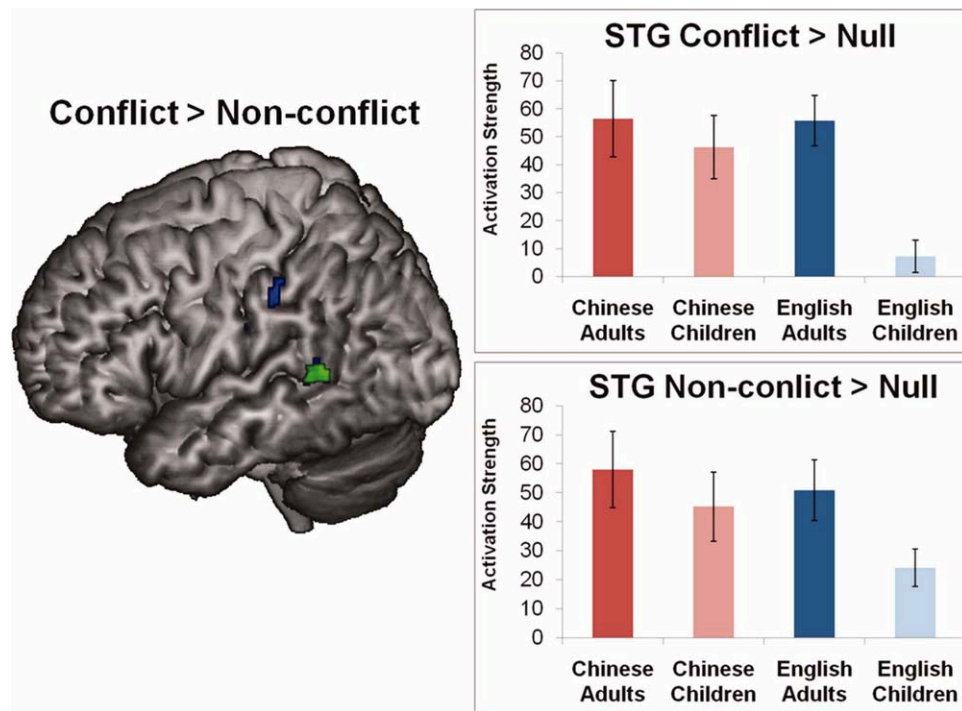 Conflict > Non-conflict
STG Conflict > Null
Activation Strength
80
70
60
50
40
30
20
10
0
Chinese Adults
Chinese Children
English Adults
English Children
STG Non-conlict > Null
Activation Strength
80
70
60
50
40
30
20
10
0
Chinese Adults
Chinese Children
English Adults
English Children